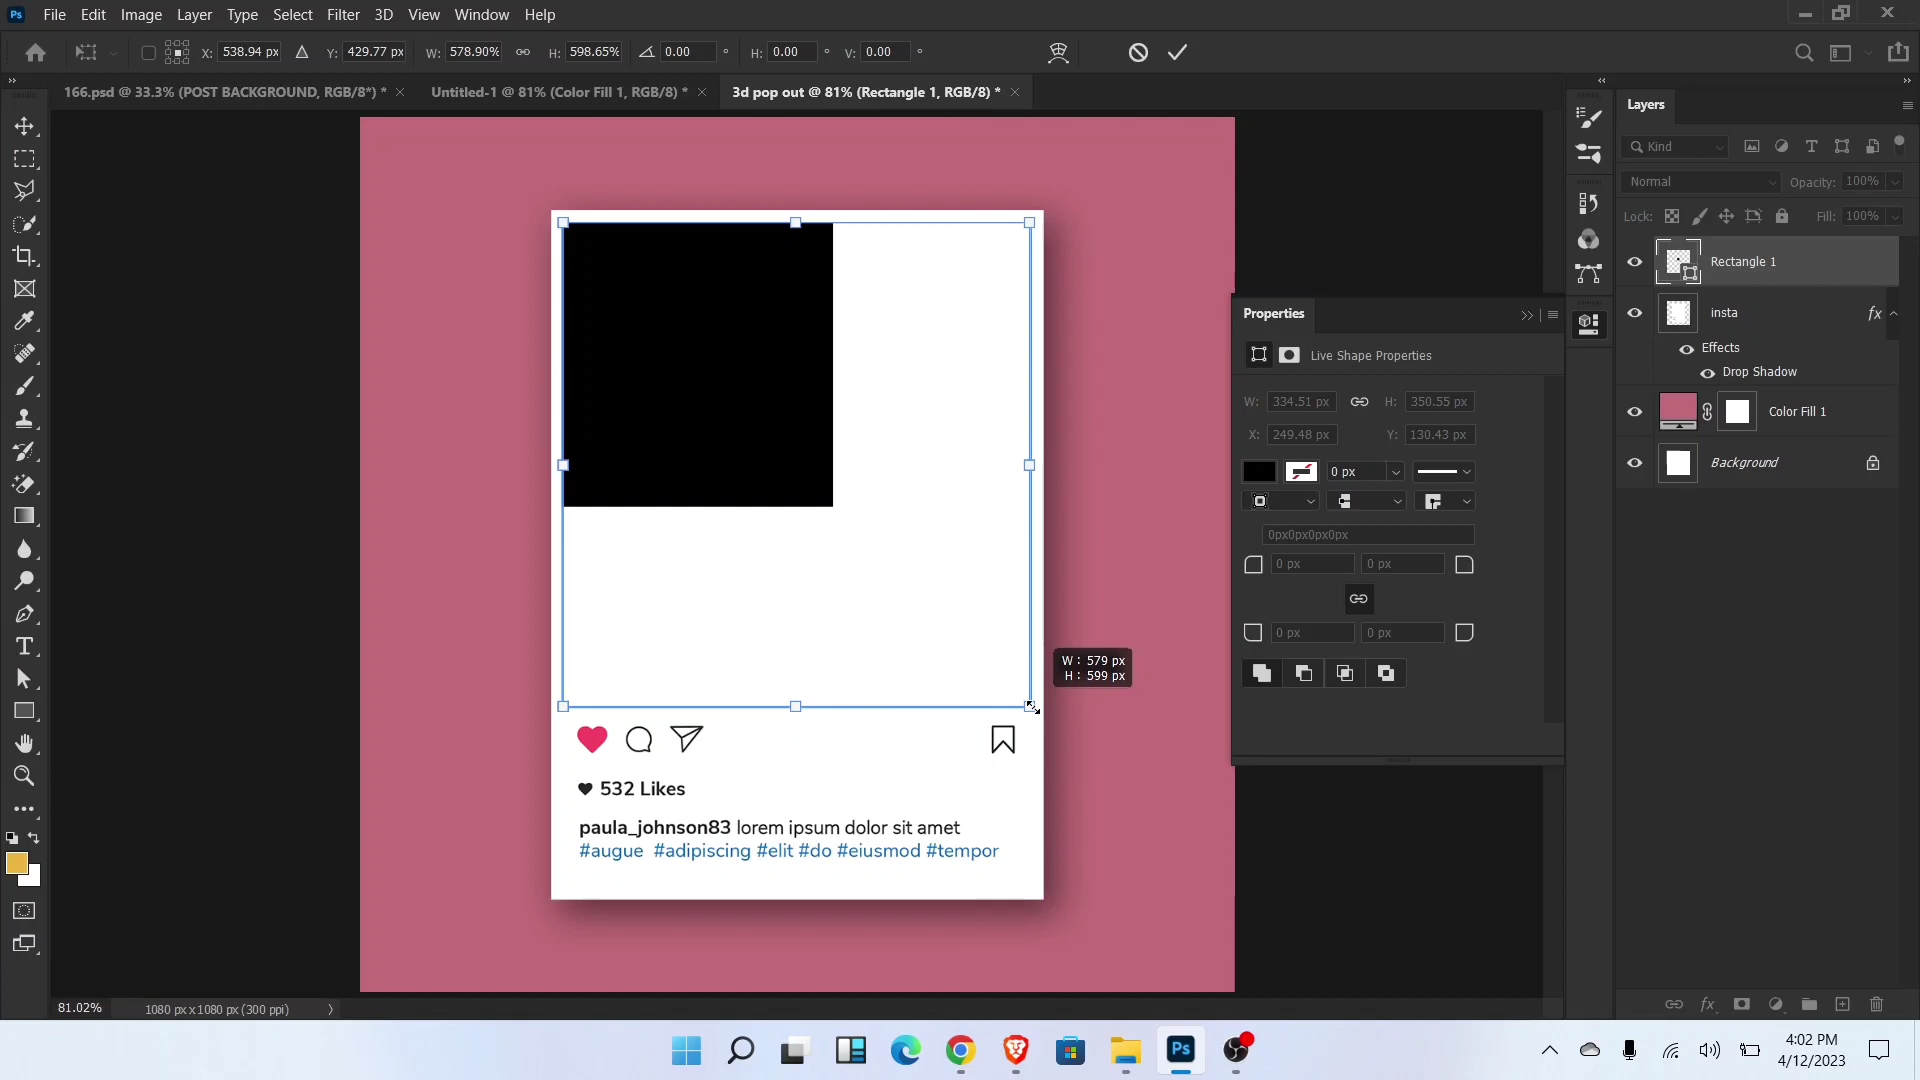 Ps File Edit Image Layer Type Select Filter 3D View Window Help
X: 538.94 px Y: 429.77 px W: 578.90% H: 598.65% 0.00 ° H: 0.00 ° V: 0.00 °
166.psd @ 33.3% (POST BACKGROUND, RGB/8*) * Untitled-1 @ 81% (Color Fill 1, RGB/8) * 3d pop out @ 81% (Rectangle 1, RGB/8) *
Layers
Kind
Normal Opacity: 100%
Lock: Fill: 100%
Rectangle 1
insta fx
Effects
Drop Shadow
Color Fill 1
Background
Properties
Live Shape Properties
W: 334.51 px H: 350.55 px
X: 249.48 px Y: 130.43 px
0 px
0px0px0px0px
0 px 0 px
0 px 0 px
W : 579 px
H : 599 px
532 Likes
paula_johnson83 lorem ipsum dolor sit amet
#augue #adipiscing #elit #do #eiusmod #tempor
81.02% 1080 px x 1080 px (300 ppi)
fx
Ps
4:02 PM
4/12/2023